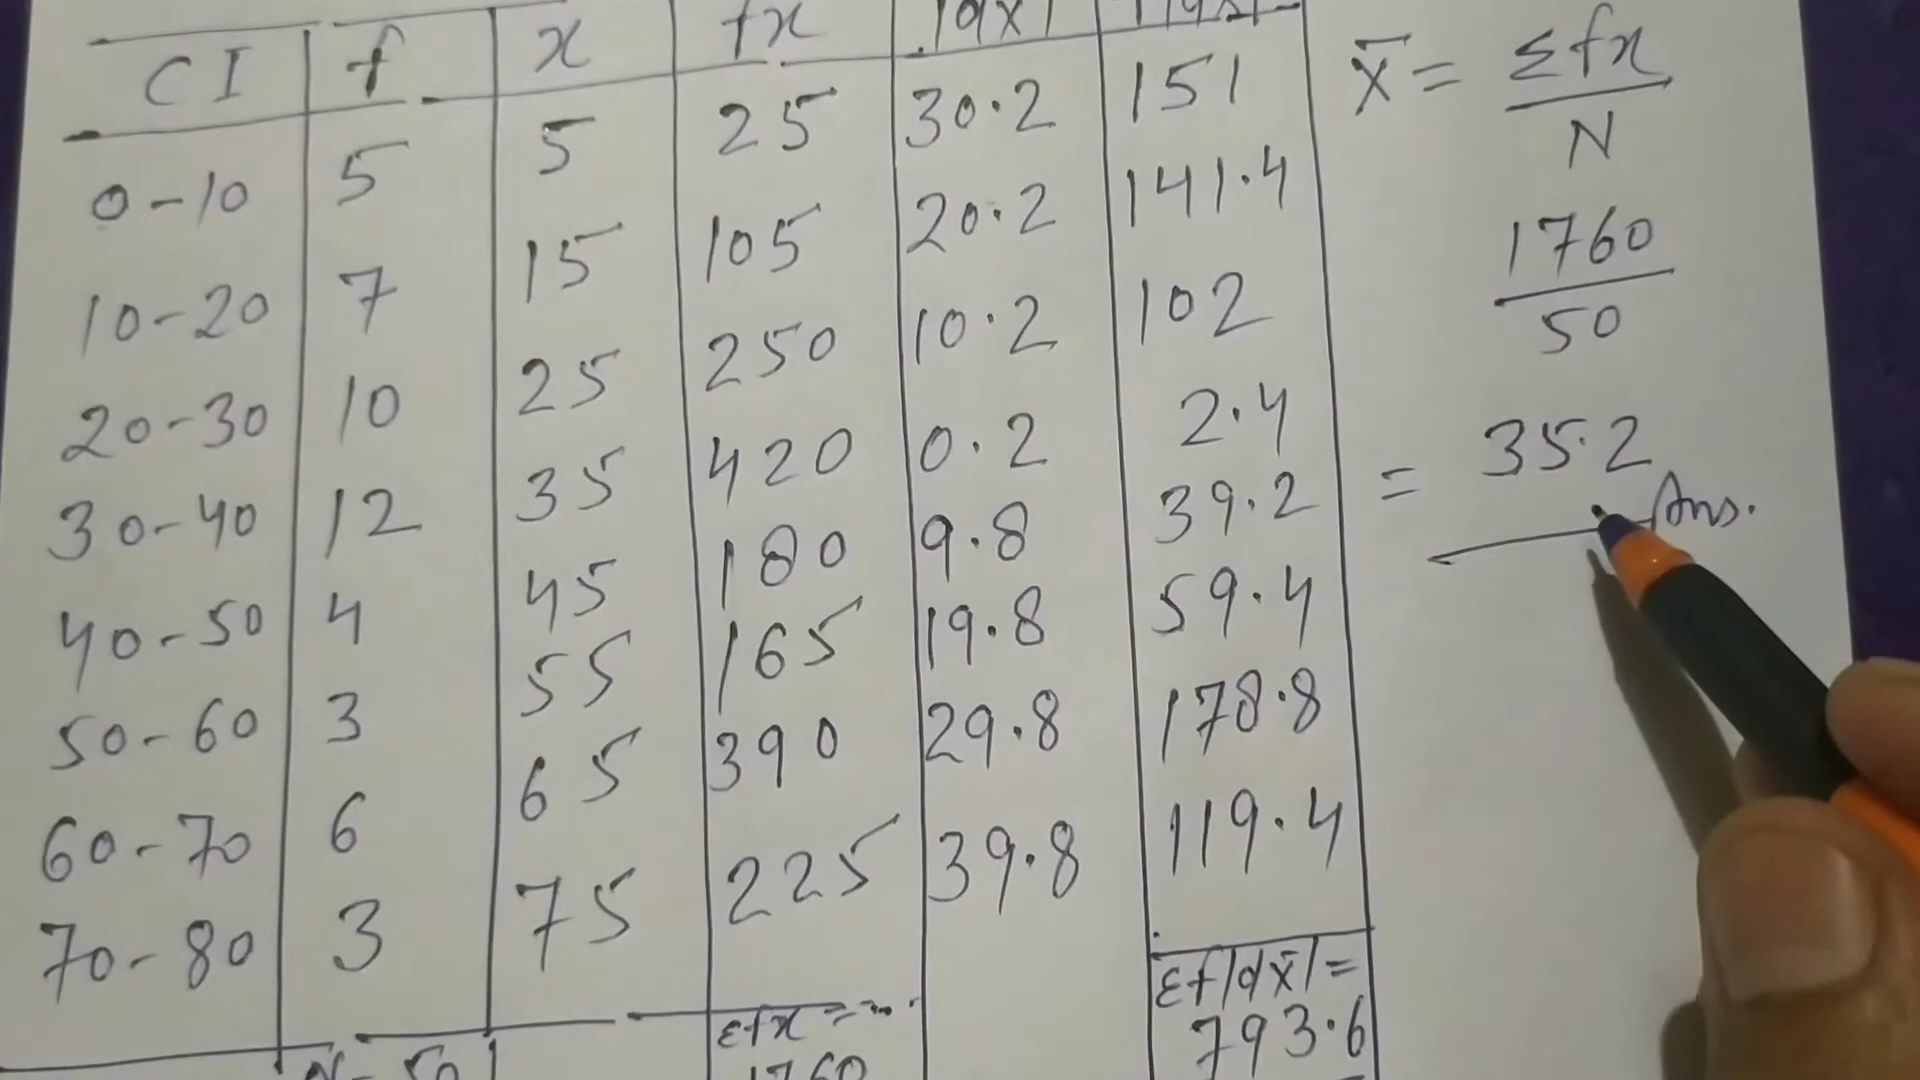 CI f x fx |dx̄| f|dx̄|
0-10 5 5 25 30.2 151
10-20 7 15 105 20.2 141.4
20-30 10 25 250 10.2 102
30-40 12 35 420 0.2 2.4
40-50 4 45 180 9.8 39.2
50-60 3 55 165 19.8 59.4
60-70 6 65 390 29.8 178.8
70-80 3 75 225 39.8 119.4
N=50
Σfx=
1760
Σf|dx̄|=
793.6
X̄ = Σfx
N
1760
50
= 35.2
Ans.